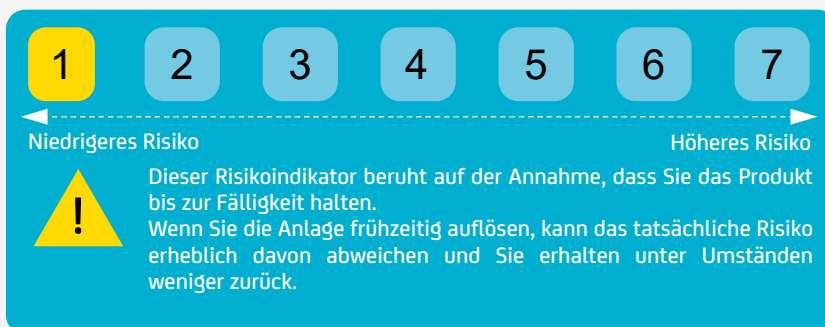 1 2 3 4 5 6 7
Niedrigeres Risiko Höheres Risiko
Dieser Risikoindikator beruht auf der Annahme, dass Sie das Produkt
bis zur Fälligkeit halten.
Wenn Sie die Anlage frühzeitig auflösen, kann das tatsächliche Risiko
erheblich davon abweichen und Sie erhalten unter Umständen
weniger zurück.
!